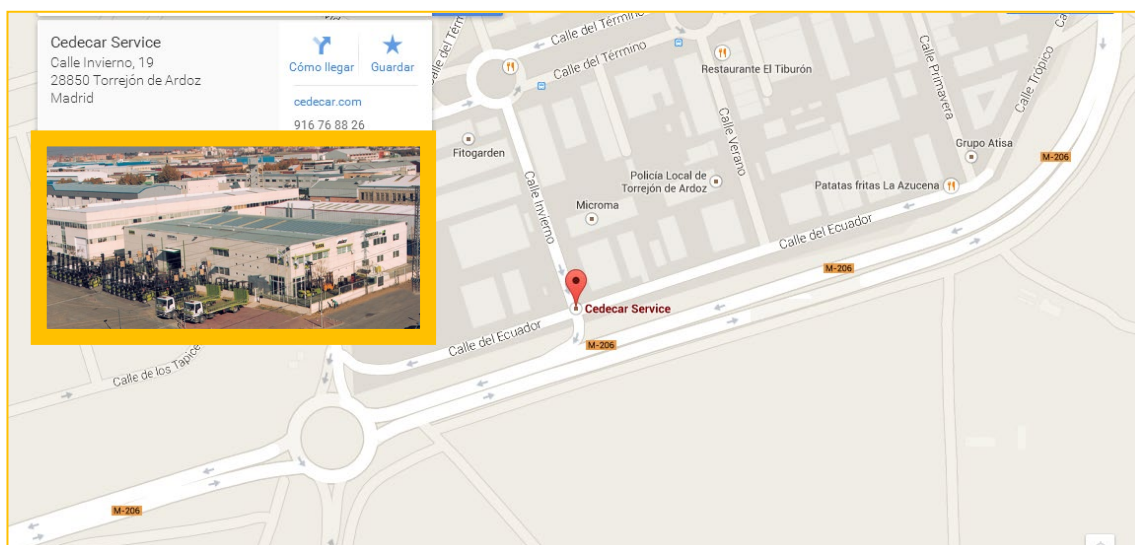 Cedecar Service
Calle Invierno, 19
28850 Torrejón de Ardoz
Madrid
Cómo llegar
Guardar
cedecar.com
916 76 88 26
Calle del Término
Calle del Término
Restaurante El Tiburón
Calle Primavera
Calle Trópico
Fitogarden
Calle Verano
Grupo Atisa
M-206
Policía Local de
Torrejón de Ardoz
Patatas fritas La Azucena
Calle Invierno
Microma
Calle del Ecuador
M-206
Cedecar Service
Calle del Ecuador
M-206
Calle de los Tapice
M-206